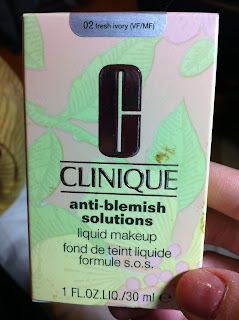 02 fresh ivory (VF/MF)
C
CLINIQUE
anti-blemish
solutions
liquid makeup
fond de teint liquide
formule s.o.s.
1 FL.OZ.LIQ./30 ml e